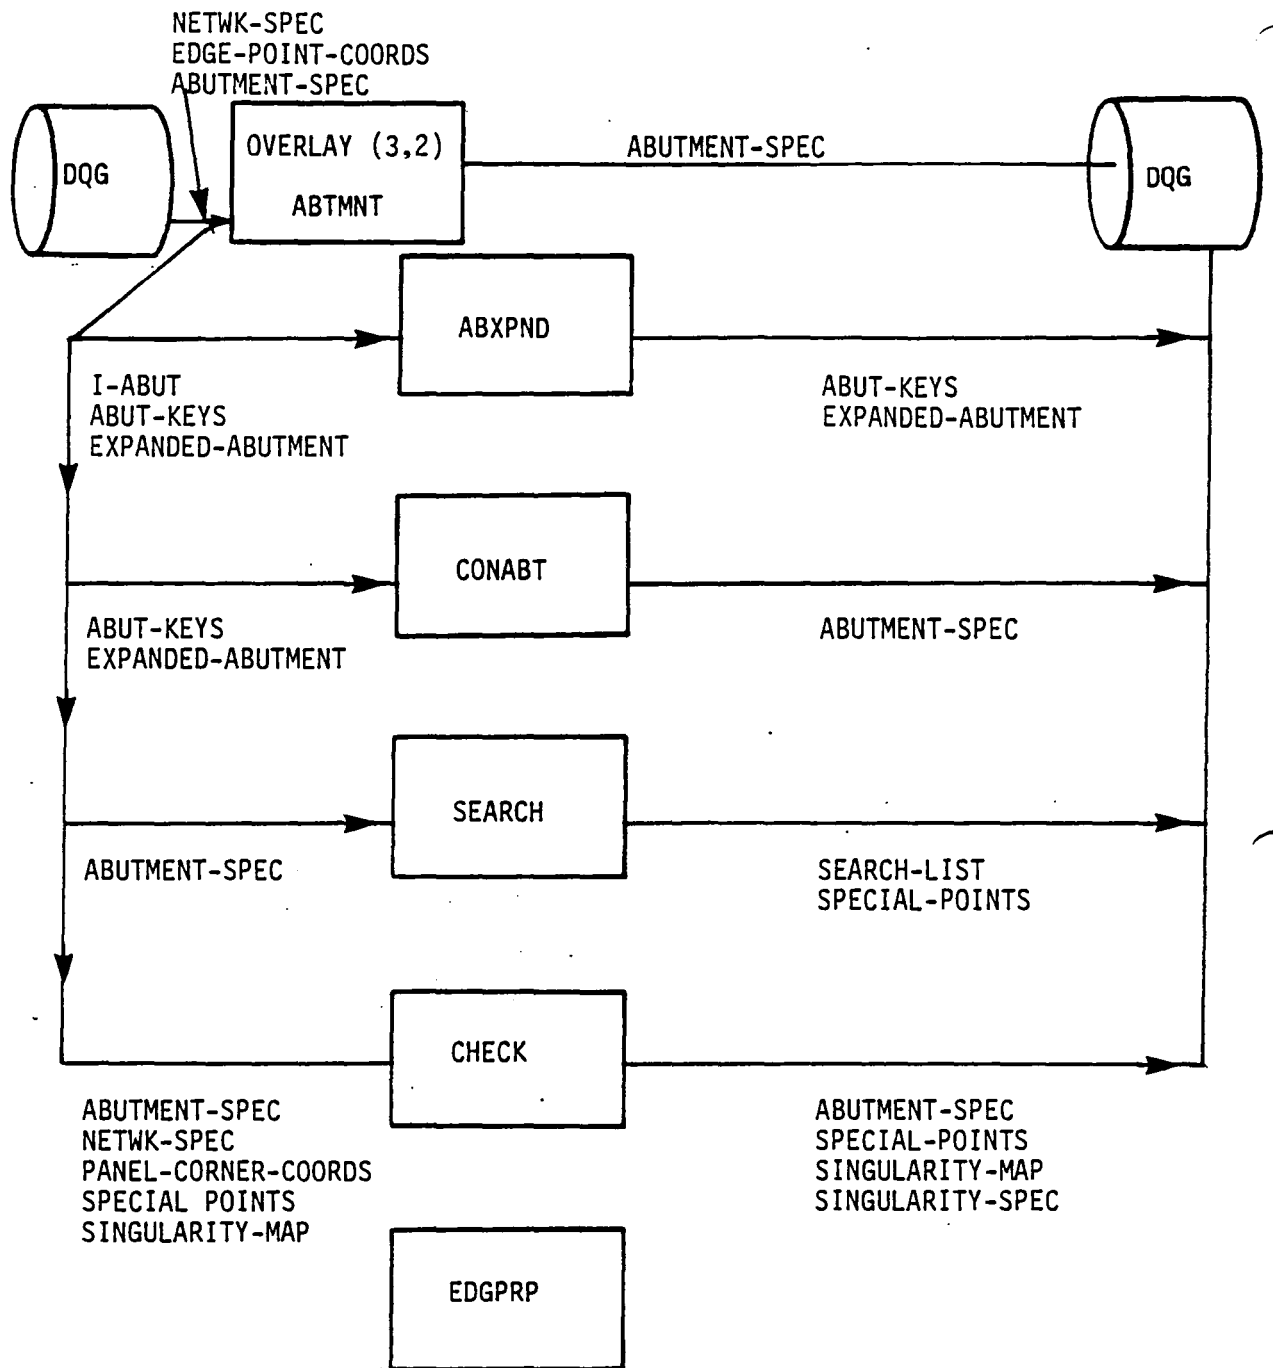 NETWK-SPEC
EDGE-POINT-COORDS
ABUTMENT-SPEC
DQG
OVERLAY (3,2)
ABTMNT
ABUTMENT-SPEC
DQG
ABXPND
I-ABUT
ABUT-KEYS
EXPANDED-ABUTMENT
ABUT-KEYS
EXPANDED-ABUTMENT
CONABT
ABUT-KEYS
EXPANDED-ABUTMENT
ABUTMENT-SPEC
SEARCH
ABUTMENT-SPEC
SEARCH-LIST
SPECIAL-POINTS
CHECK
ABUTMENT-SPEC
NETWK-SPEC
PANEL-CORNER-COORDS
SPECIAL POINTS
SINGULARITY-MAP
ABUTMENT-SPEC
SPECIAL-POINTS
SINGULARITY-MAP
SINGULARITY-SPEC
EDGPRP